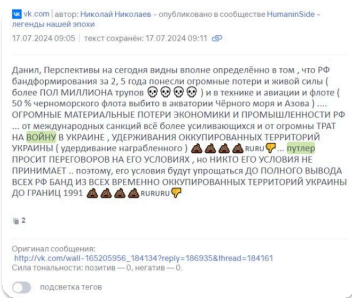 vk.com | автор: Николай Николаев - опубликовано в сообществе HumaninSide -
легенды нашей эпохи
17.07.2024 09:05 | текст сохранён: 17.07.2024 09:11
Данил, Перспективы на сегодня видны вполне определённо в том , что РФ
бандформирования за 2, 5 года понесли огромные потери и живой силы (
более ПОЛ МИЛЛИОНА трупов 💀💀💀💀 ) и в технике и авиации и флоте
( 50 % черноморского флота выбито в акватории Чёрного моря и Азова ) ....
ОГРОМНЫЕ МАТЕРИАЛЬНЫЕ ПОТЕРИ ЭКОНОМИКИ И ПРОМЫШЛЕННОСТИ РФ
... от международных санкций всё более усиливающихся и от огромны ТРАТ
НА ВОЙНУ В УКРАИНЕ , УДЕРЖИВАНИЯ ОККУПИРОВАННЫХ ТЕРРИТОРИЙ
УКРАИНЫ ( удердивание награбленного ) 💩💩💩💩RURU👎... путлер
ПРОСИТ ПЕРЕГОВОРОВ НА ЕГО УСЛОВИЯХ , но НИКТО ЕГО УСЛОВИЯ НЕ
ПРИНИМАЕТ .. поэтому, его условия будут упрощаться ДО ПОЛНОГО ВЫВОДА
ВСЕХ РФ БАНД ИЗ ВСЕХ ВРЕМЕННО ОККУПИРОВАННЫХ ТЕРРИТОРИЙ УКРАИНЫ
ДО ГРАНИЦ 1991 💩💩💩💩RURURU👎
2
Оригинал сообщения:
http://vk.com/wall-165205956_184134?reply=186935&thread=184161
Сила тональности: позитив — 0, негатив — 0.
подсветка тегов